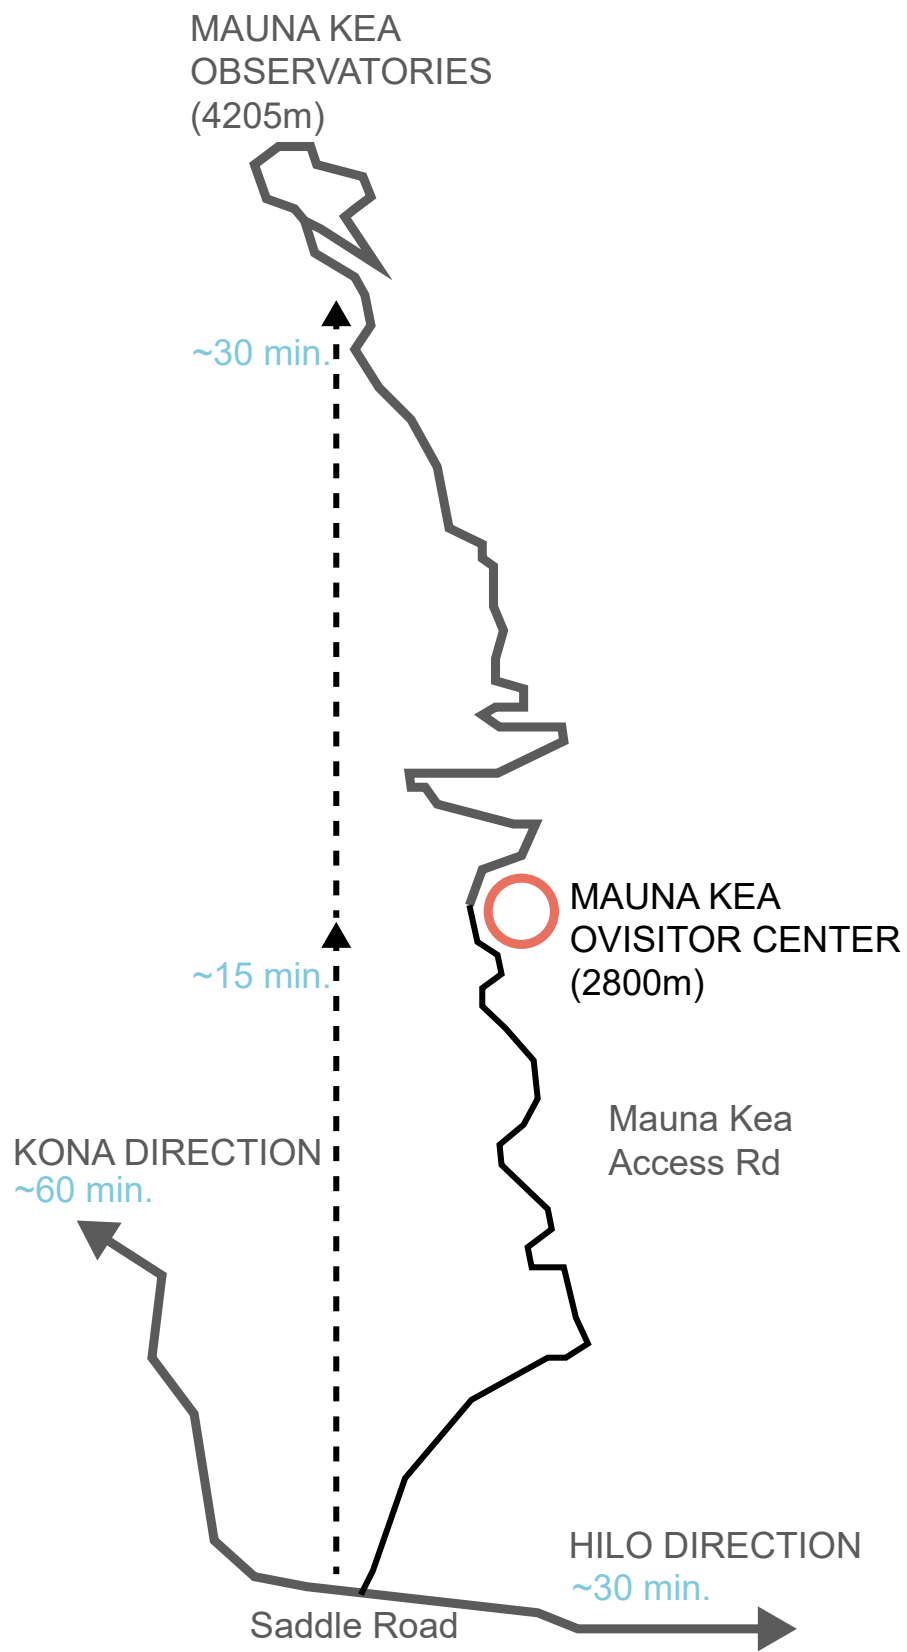 MAUNA KEA
OBSERVATORIES
(4205m)
~30 min.
MAUNA KEA
OVISITOR CENTER
(2800m)
~15 min.
Mauna Kea
Access Rd
KONA DIRECTION
~60 min.
HILO DIRECTION
~30 min.
Saddle Road